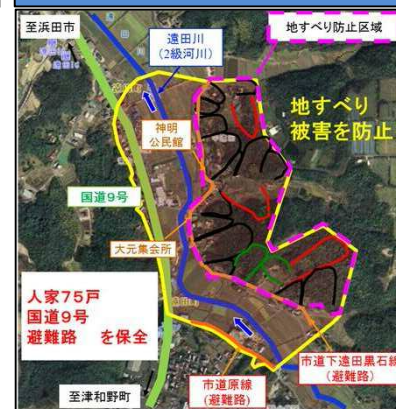 至浜田市
遠田川
(2級河川)
地すべり防止区域
地すべり
被害を防止
神明
公民館
国道9号
大元集会所
人家75戸
国道9号
避難路 を保全
市道下遠田黒石線
(避難路)
市道原線
(避難路)
至津和野町